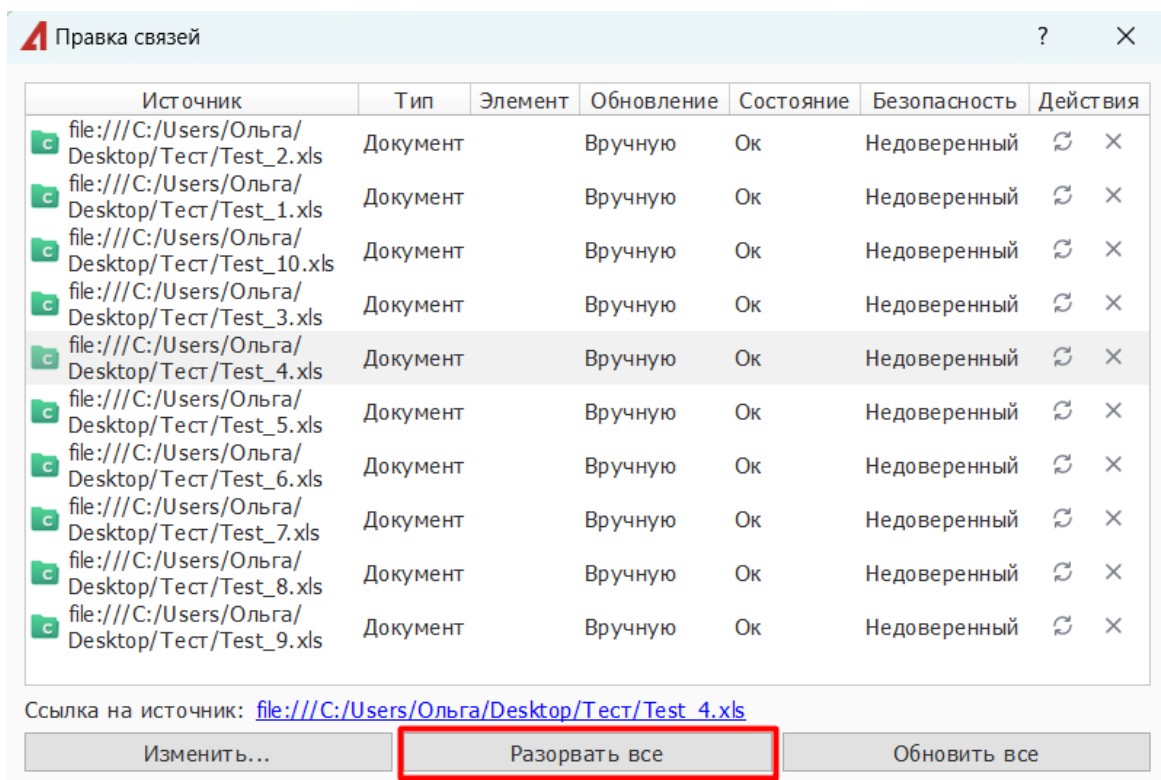 Правка связей ?
Источник Тип Элемент Обновление Состояние Безопасность Действия
file:///C:/Users/Ольга/
Desktop/Тест/Test_2.xls Документ Вручную Ок Недоверенный
file:///C:/Users/Ольга/
Desktop/Тест/Test_1.xls Документ Вручную Ок Недоверенный
file:///C:/Users/Ольга/
Desktop/Тест/Test_10.xls Документ Вручную Ок Недоверенный
file:///C:/Users/Ольга/
Desktop/Тест/Test_3.xls Документ Вручную Ок Недоверенный
file:///C:/Users/Ольга/
Desktop/Тест/Test_4.xls Документ Вручную Ок Недоверенный
file:///C:/Users/Ольга/
Desktop/Тест/Test_5.xls Документ Вручную Ок Недоверенный
file:///C:/Users/Ольга/
Desktop/Тест/Test_6.xls Документ Вручную Ок Недоверенный
file:///C:/Users/Ольга/
Desktop/Тест/Test_7.xls Документ Вручную Ок Недоверенный
file:///C:/Users/Ольга/
Desktop/Тест/Test_8.xls Документ Вручную Ок Недоверенный
file:///C:/Users/Ольга/
Desktop/Тест/Test_9.xls Документ Вручную Ок Недоверенный
Ссылка на источник: file:///C:/Users/Ольга/Desktop/Тест/Test_4.xls
Изменить... Разорвать все Обновить все